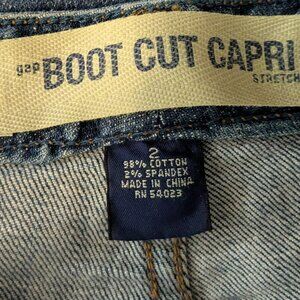 gap BOOT CUT CAPRI
STRETCH
2
98% COTTON
2% SPANDEX
MADE IN CHINA
RN 54023